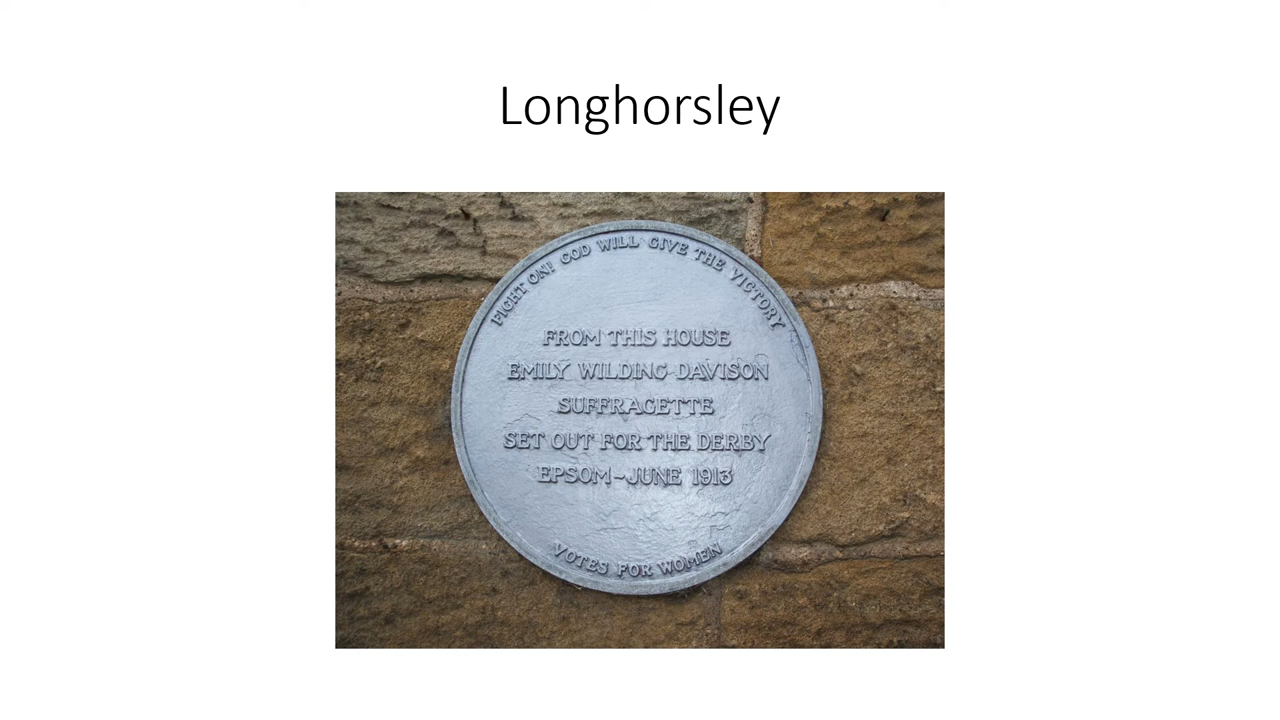 Longhorsley
FIGHT ON! GOD WILL GIVE THE VICTORY
FROM THIS HOUSE
EMILY WILDING DAVISON
SUFFRAGETTE
SET OUT FOR THE DERBY
EPSOM~JUNE 1913
VOTES FOR WOMEN